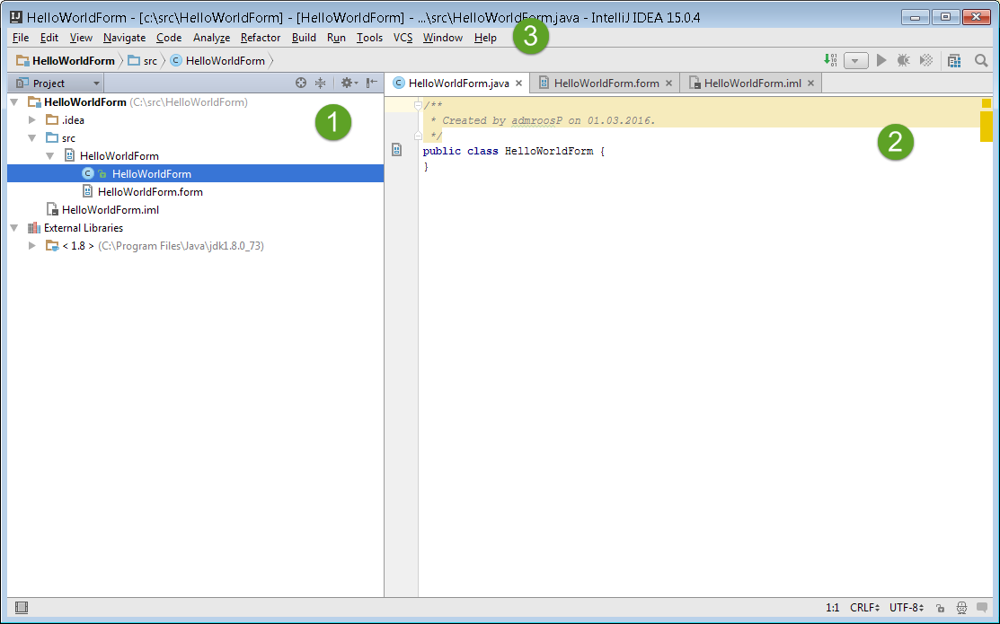 HelloWorldForm - [c:\src\HelloWorldForm] - [HelloWorldForm] - ...\src\HelloWorldForm.java - IntelliJ IDEA 15.0.4
File Edit View Navigate Code Analyze Refactor Build Run Tools VCS Window Help
3
HelloWorldForm src HelloWorldForm
Project
HelloWorldForm.java HelloWorldForm.form HelloWorldForm.iml
HelloWorldForm (C:\src\HelloWorldForm)
.idea
src
HelloWorldForm
HelloWorldForm
HelloWorldForm.form
HelloWorldForm.iml
External Libraries
< 1.8 > (C:\Program Files\Java\jdk1.8.0_73)
1
/**
* Created by admroosP on 01.03.2016.
*/
public class HelloWorldForm {
}
2
1:1 CRLF UTF-8